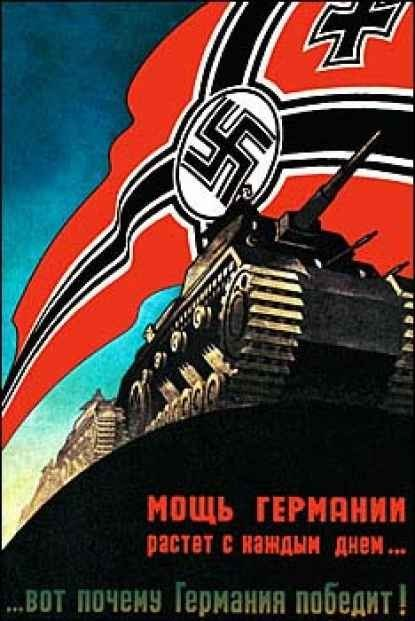 МОЩЬ ГЕРМАНИИ
растет с каждым днем...
...вот почему Германия победит!